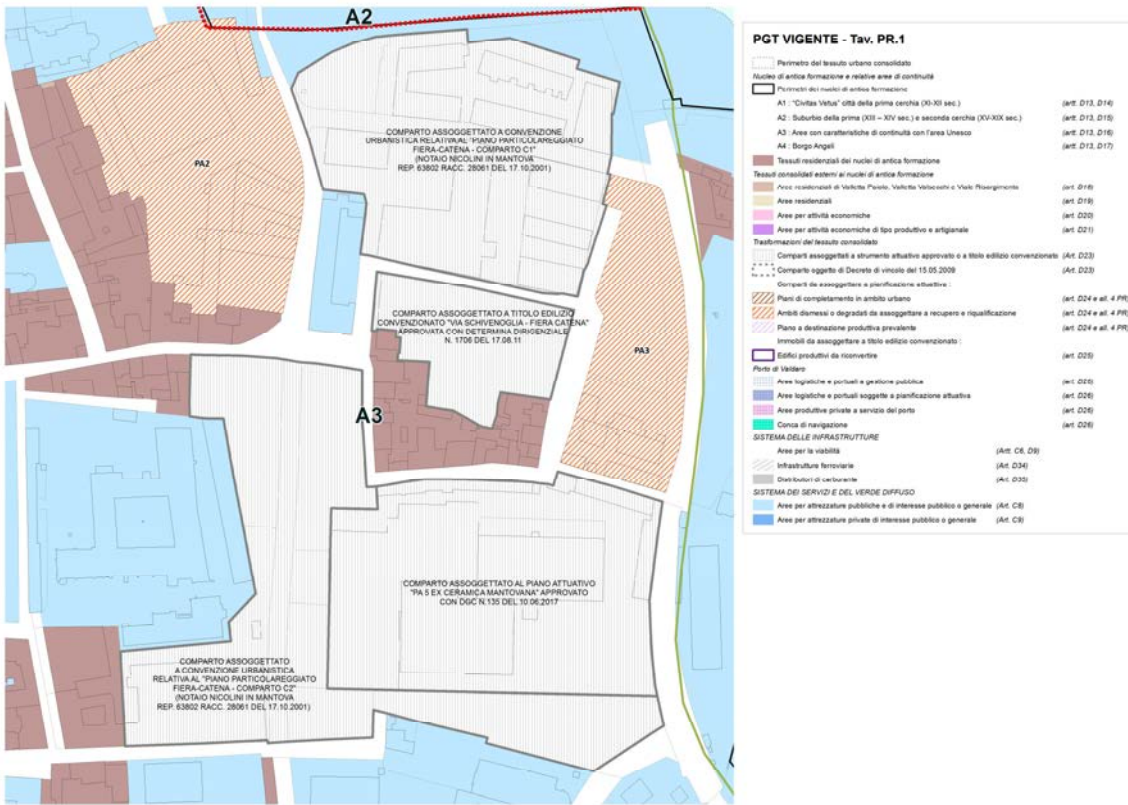 A2
COMPARTO ASSOGGETTATO A CONVENZIONE
URBANISTICA RELATIVA AL "PIANO PARTICOLAREGGIATO
FIERA-CATENA - COMPARTO C1"
(NOTAIO NICOLINI IN MANTOVA
REP. 63802 RACC. 28061 DEL 17.10.2001)
PA2
COMPARTO ASSOGGETTATO A TITOLO EDILIZIO
CONVENZIONATO "VIA SCHIVENOGLIA - FIERA CATENA"
APPROVATA CON DETERMINA DIRIGENZIALE
N. 1706 DEL 17.08.11
PA3
A3
COMPARTO ASSOGGETTATO AL PIANO ATTUATIVO
"PA 5 EX CERAMICA MANTOVANA" APPROVATO
CON DGC N.135 DEL 10.06.2017
COMPARTO ASSOGGETTATO
A CONVENZIONE URBANISTICA
RELATIVA AL "PIANO PARTICOLAREGGIATO
FIERA-CATENA - COMPARTO C2"
(NOTAIO NICOLINI IN MANTOVA
REP. 63802 RACC. 28061 DEL 17.10.2001)
PGT VIGENTE - Tav. PR.1
Perimetro del tessuto urbano consolidato
Nucleo di antica formazione e relative aree di continuità
Perimetri dei nuclei di antica formazione
A1 : "Civitas Vetus" città della prima cerchia (XI-XII sec.) (artt. D13, D14)
A2 : Suburbio della prima (XIII – XIV sec.) e seconda cerchia (XV-XIX sec.) (artt. D13, D15)
A3 : Aree con caratteristiche di continuità con l'area Unesco (artt. D13, D16)
A4 : Borgo Angeli (artt. D13, D17)
Tessuti residenziali dei nuclei di antica formazione
Tessuti consolidati esterni ai nuclei di antica formazione
Aree residenziali di Valletta Paiolo, Valletta Valsecchi e Viale Risorgimento (art. D18)
Aree residenziali (art. D19)
Aree per attività economiche (art. D20)
Aree per attività economiche di tipo produttivo e artigianale (art. D21)
Trasformazioni del tessuto consolidato
Comparti assoggettati a strumento attuativo approvato o a titolo edilizio convenzionato (Art. D23)
Comparto oggetto di Decreto di vincolo del 15.05.2009 (Art. D23)
Comparti da assoggettare a pianificazione attuativa :
Piani di completamento in ambito urbano (art. D24 e all. 4 PR)
Ambiti dismessi o degradati da assoggettare a recupero e riqualificazione (art. D24 e all. 4 PR)
Piano a destinazione produttiva prevalente (art. D24 e all. 4 PR)
Immobili da assoggettare a titolo edilizio convenzionato :
Edifici produttivi da riconvertire (art. D25)
Porto di Valdaro
Aree logistiche e portuali a gestione pubblica
Aree logistiche e portuali soggette a pianificazione attuativa (art. D26)
Aree produttive private a servizio del porto (art. D26)
Conca di navigazione (art. D26)
SISTEMA DELLE INFRASTRUTTURE
Aree per la viabilità (Artt. C6, D9)
Infrastrutture ferroviarie (Art. D34)
Distributori di carburante (Art. D35)
SISTEMA DEI SERVIZI E DEL VERDE DIFFUSO
Aree per attrezzature pubbliche e di interesse pubblico o generale (Art. C8)
Aree per attrezzature private di interesse pubblico o generale (Art. C9)